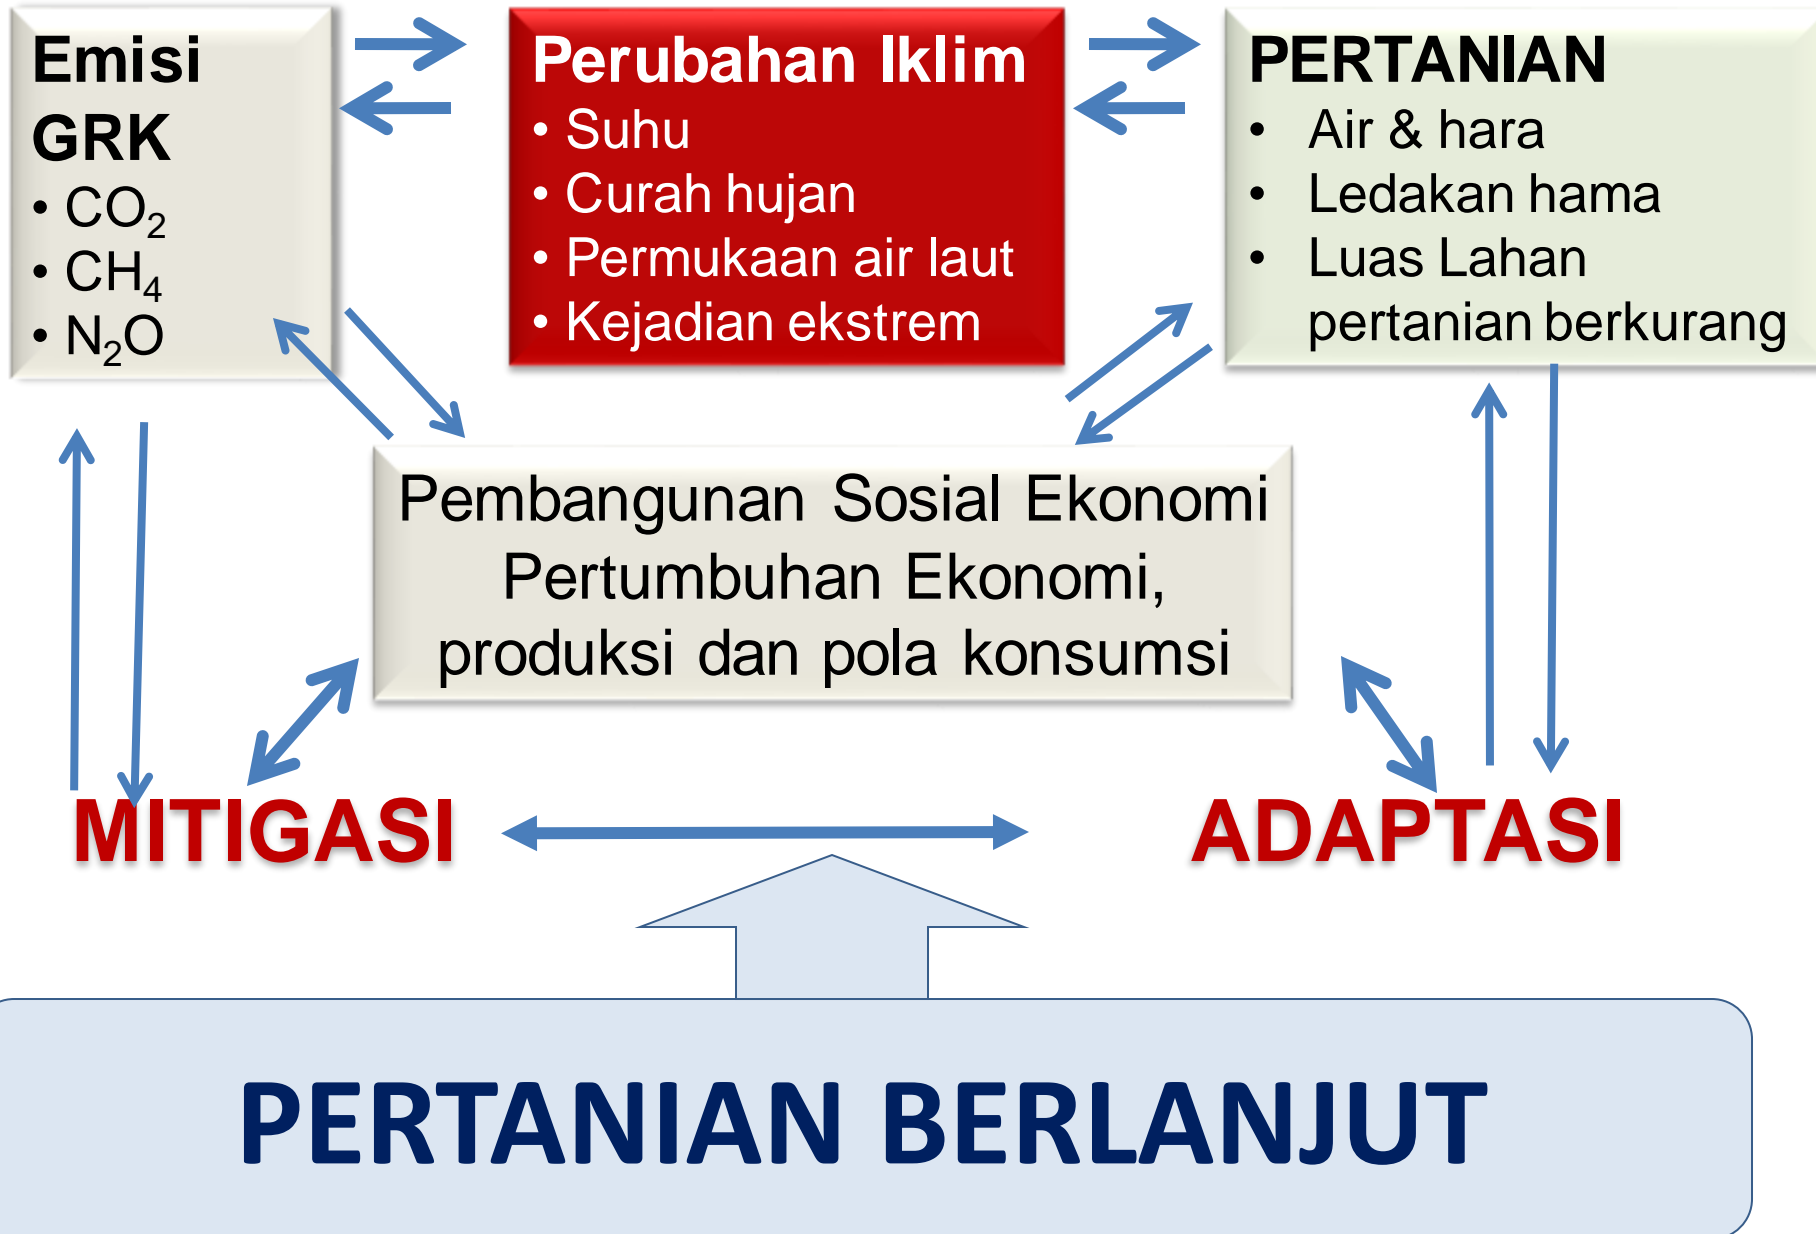 Emisi
GRK
• CO₂
• CH₄
• N₂O
Perubahan Iklim
• Suhu
• Curah hujan
• Permukaan air laut
• Kejadian ekstrem
PERTANIAN
• Air & hara
• Ledakan hama
• Luas Lahan
pertanian berkurang
Pembangunan Sosial Ekonomi
Pertumbuhan Ekonomi,
produksi dan pola konsumsi
MITIGASI
ADAPTASI
PERTANIAN BERLANJUT